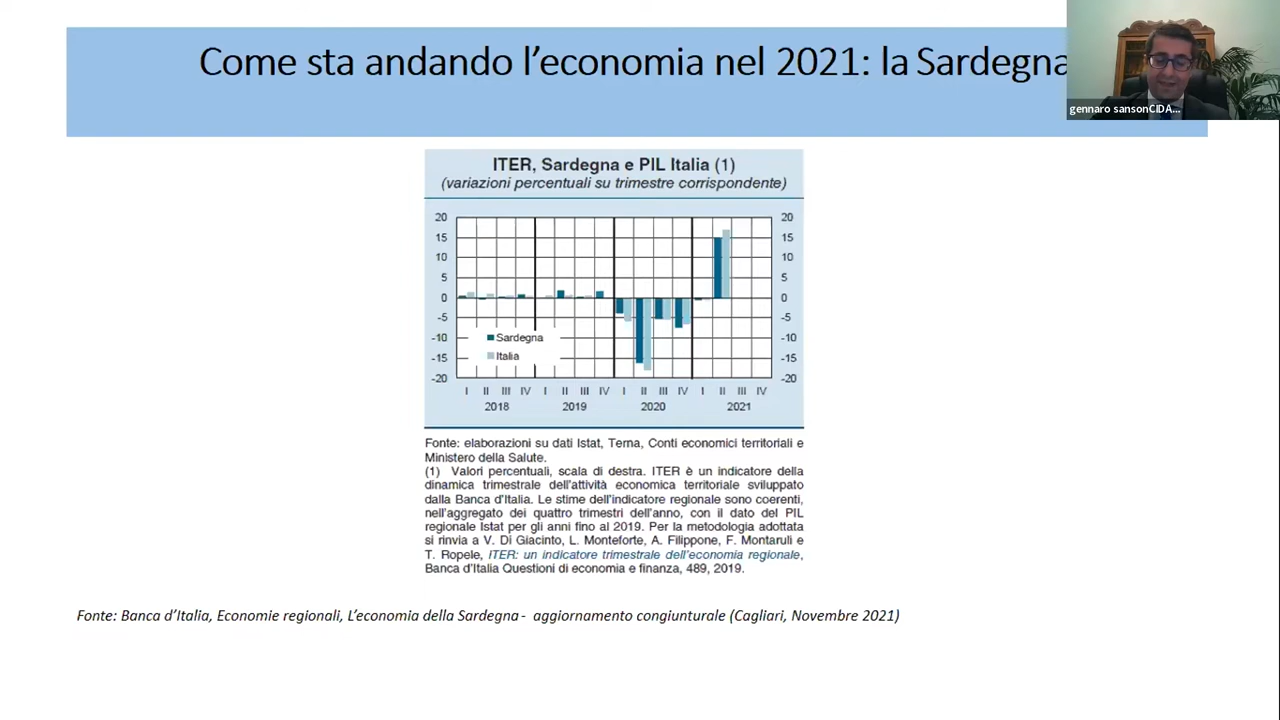 Come sta andando l’economia nel 2021: la Sardegna
gennaro sansonCIDA...
ITER, Sardegna e PIL Italia (1)
(variazioni percentuali su trimestre corrispondente)
20 20
15 15
10 10
5 5
0 0
-5 -5
-10 -10
-15 -15
-20 -20
Sardegna
Italia
I II III IV I II III IV I II III IV I II III IV
2018 2019 2020 2021
Fonte: elaborazioni su dati Istat, Terna, Conti economici territoriali e
Ministero della Salute.
(1) Valori percentuali, scala di destra. ITER è un indicatore della
dinamica trimestrale dell’attività economica territoriale sviluppato
dalla Banca d’Italia. Le stime dell’indicatore regionale sono coerenti,
nell’aggregato dei quattro trimestri dell’anno, con il dato del PIL
regionale Istat per gli anni fino al 2019. Per la metodologia adottata
si rinvia a V. Di Giacinto, L. Monteforte, A. Filippone, F. Montaruli e
T. Ropele, ITER: un indicatore trimestrale dell’economia regionale,
Banca d’Italia Questioni di economia e finanza, 489, 2019.
Fonte: Banca d’Italia, Economie regionali, L’economia della Sardegna - aggiornamento congiunturale (Cagliari, Novembre 2021)